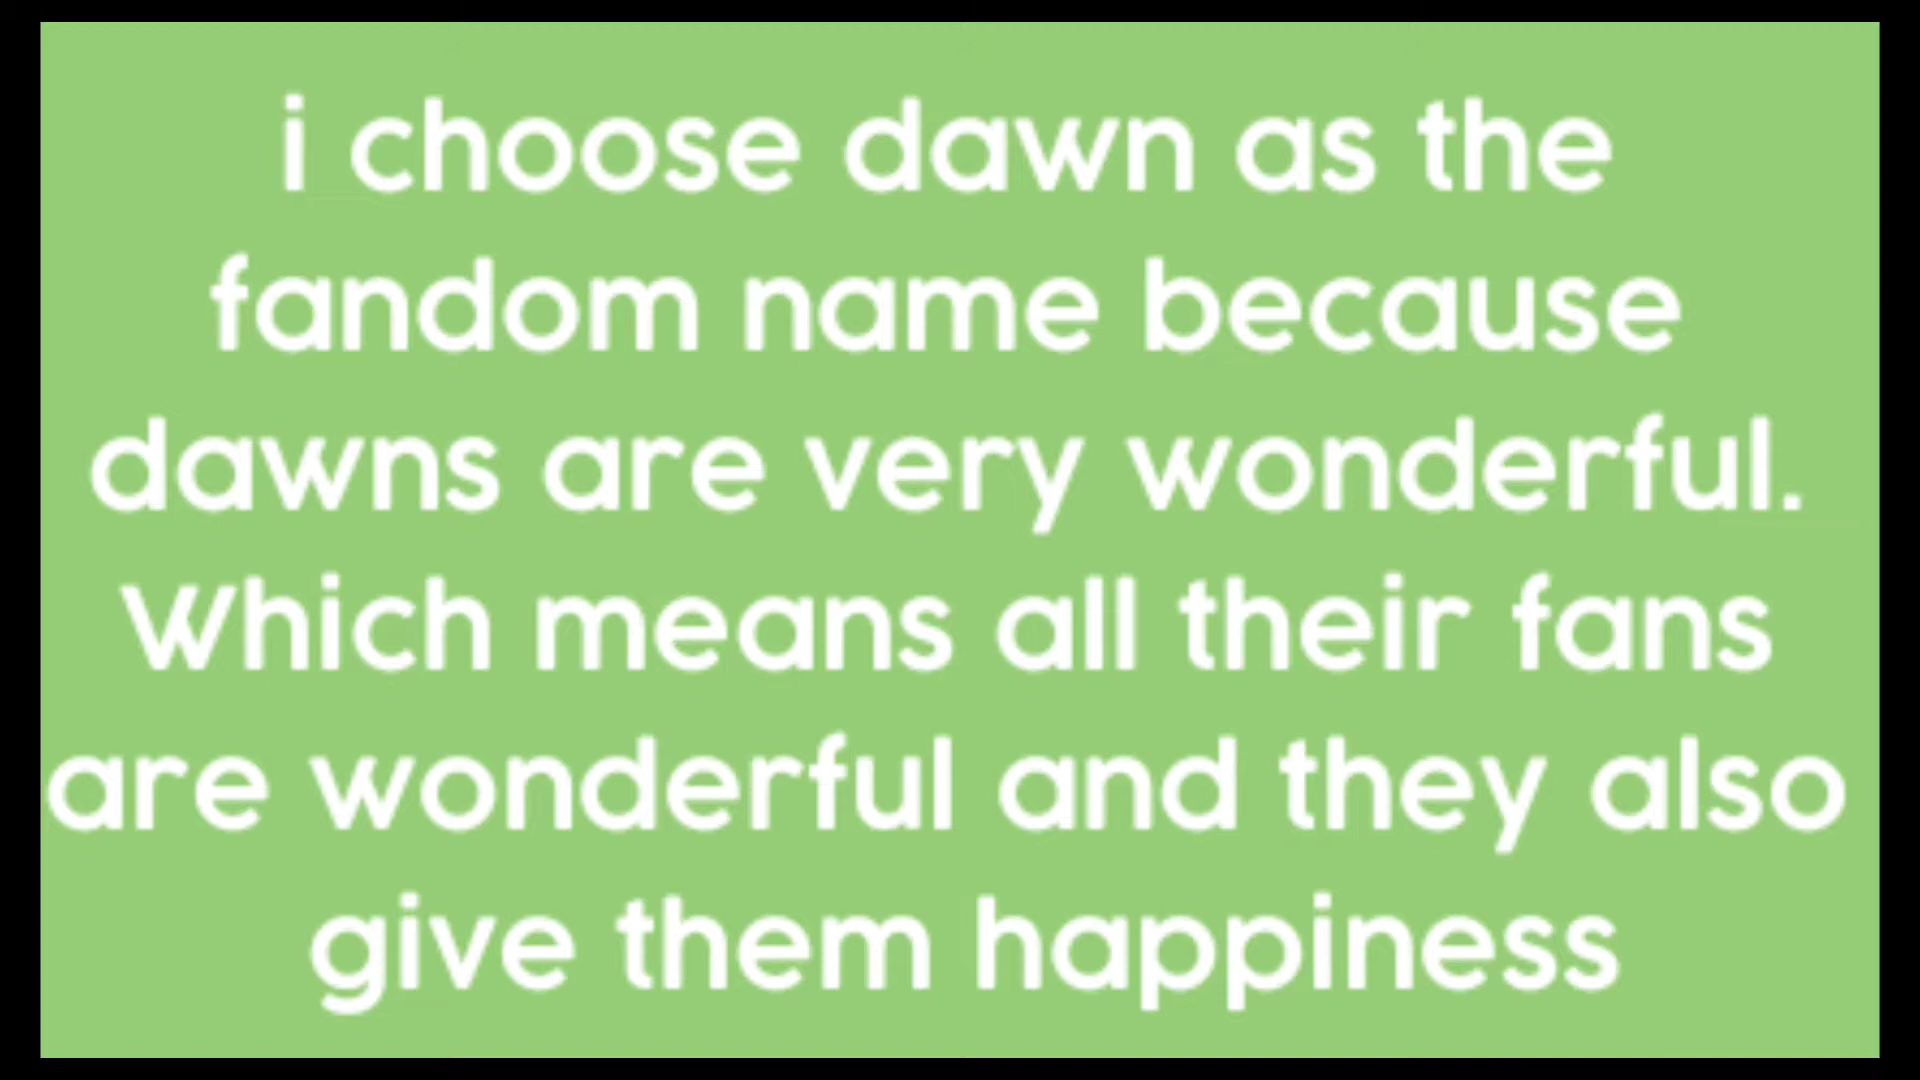 i choose dawn as the
fandom name because
dawns are very wonderful.
Which means all their fans
are wonderful and they also
give them happiness